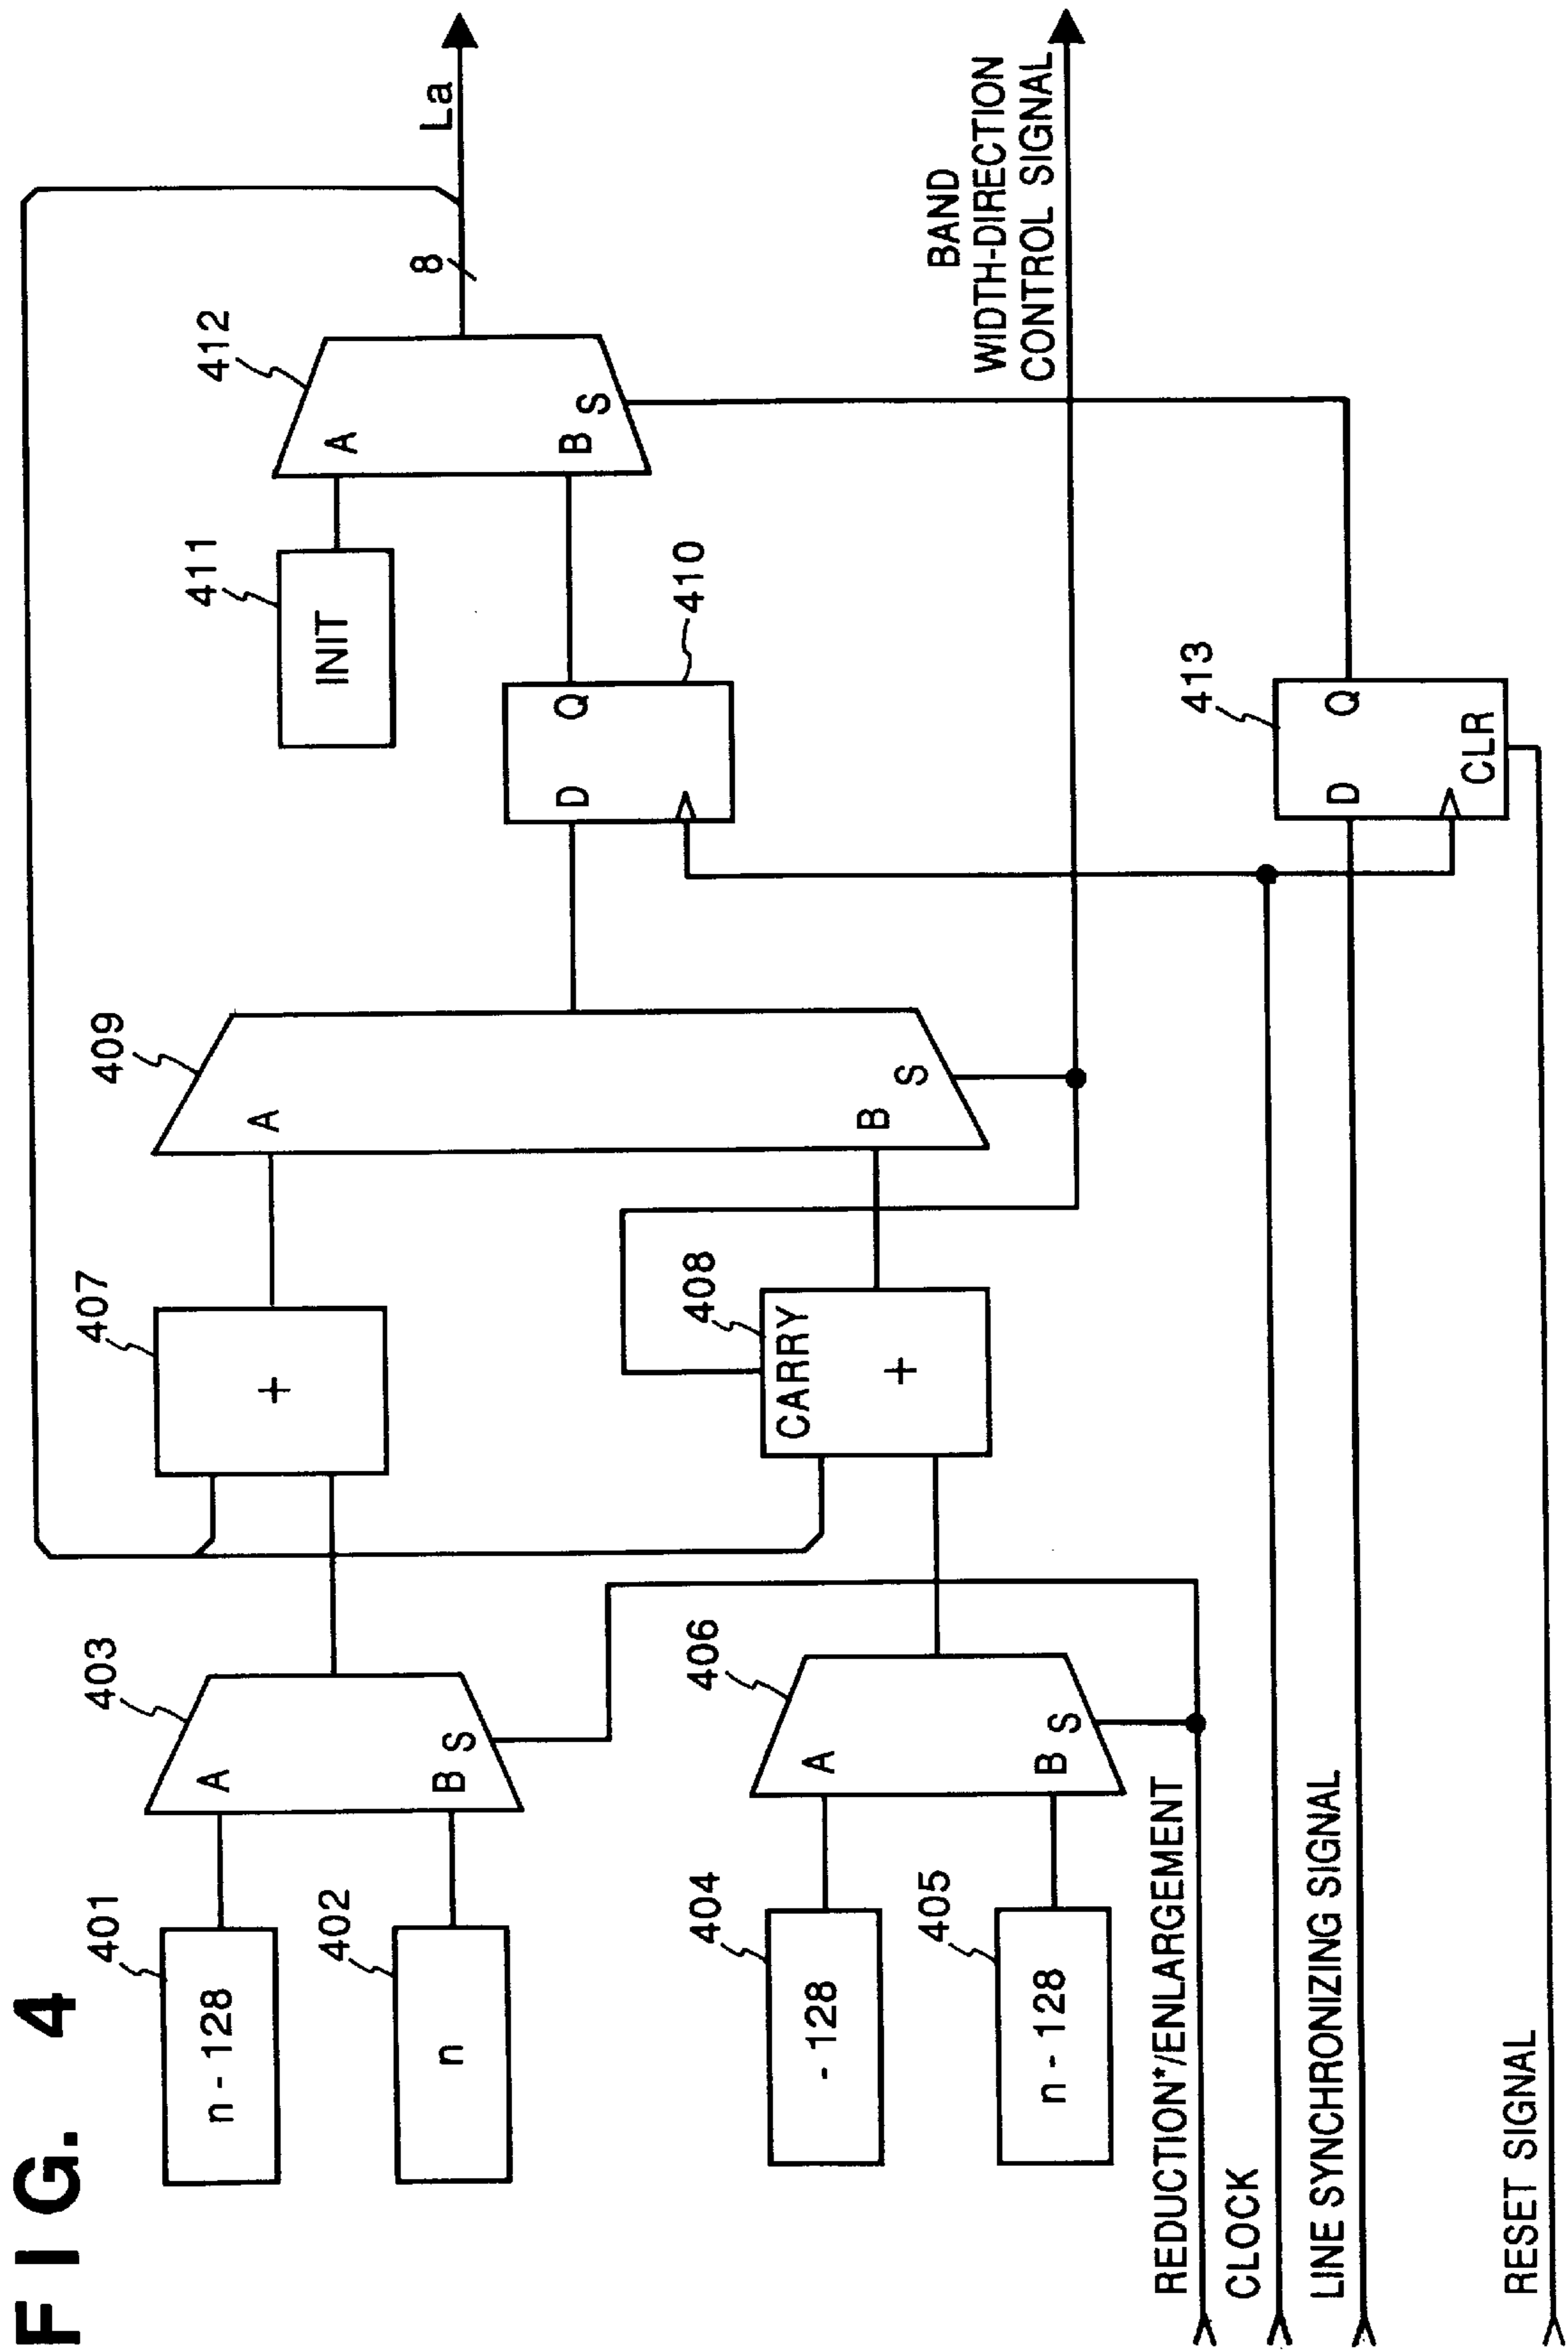 FIG. 4
401
n - 128
402
n
A
B
S
403
404
- 128
405
n - 128
A
B
S
406
407
+
408
CARRY
+
409
A
B
S
D
Q
410
411
INIT
412
A
B
S
8
La
BAND
WIDTH-DIRECTION
CONTROL SIGNAL
413
D
Q
CLR
REDUCTION*/ENLARGEMENT
CLOCK
LINE SYNCHRONIZING SIGNAL
RESET SIGNAL